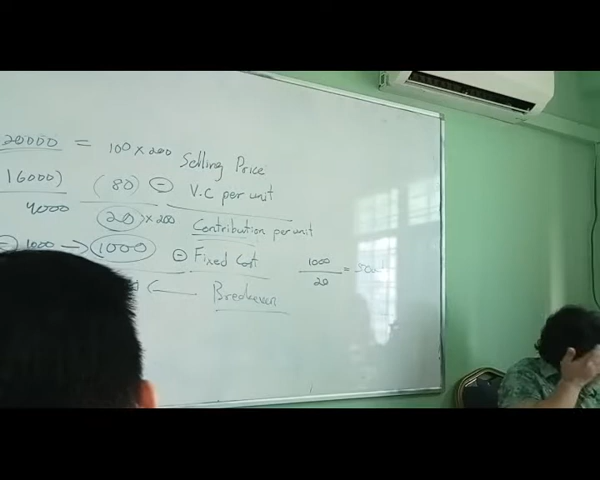 20000 = 100 x 200 Selling Price
16000) (80) ⊖ V.C per unit
4000 (20) x 200 Contribution per unit
1000 → (1000) ⊖ Fixed Cost
1000
— =
20
← Breakeven